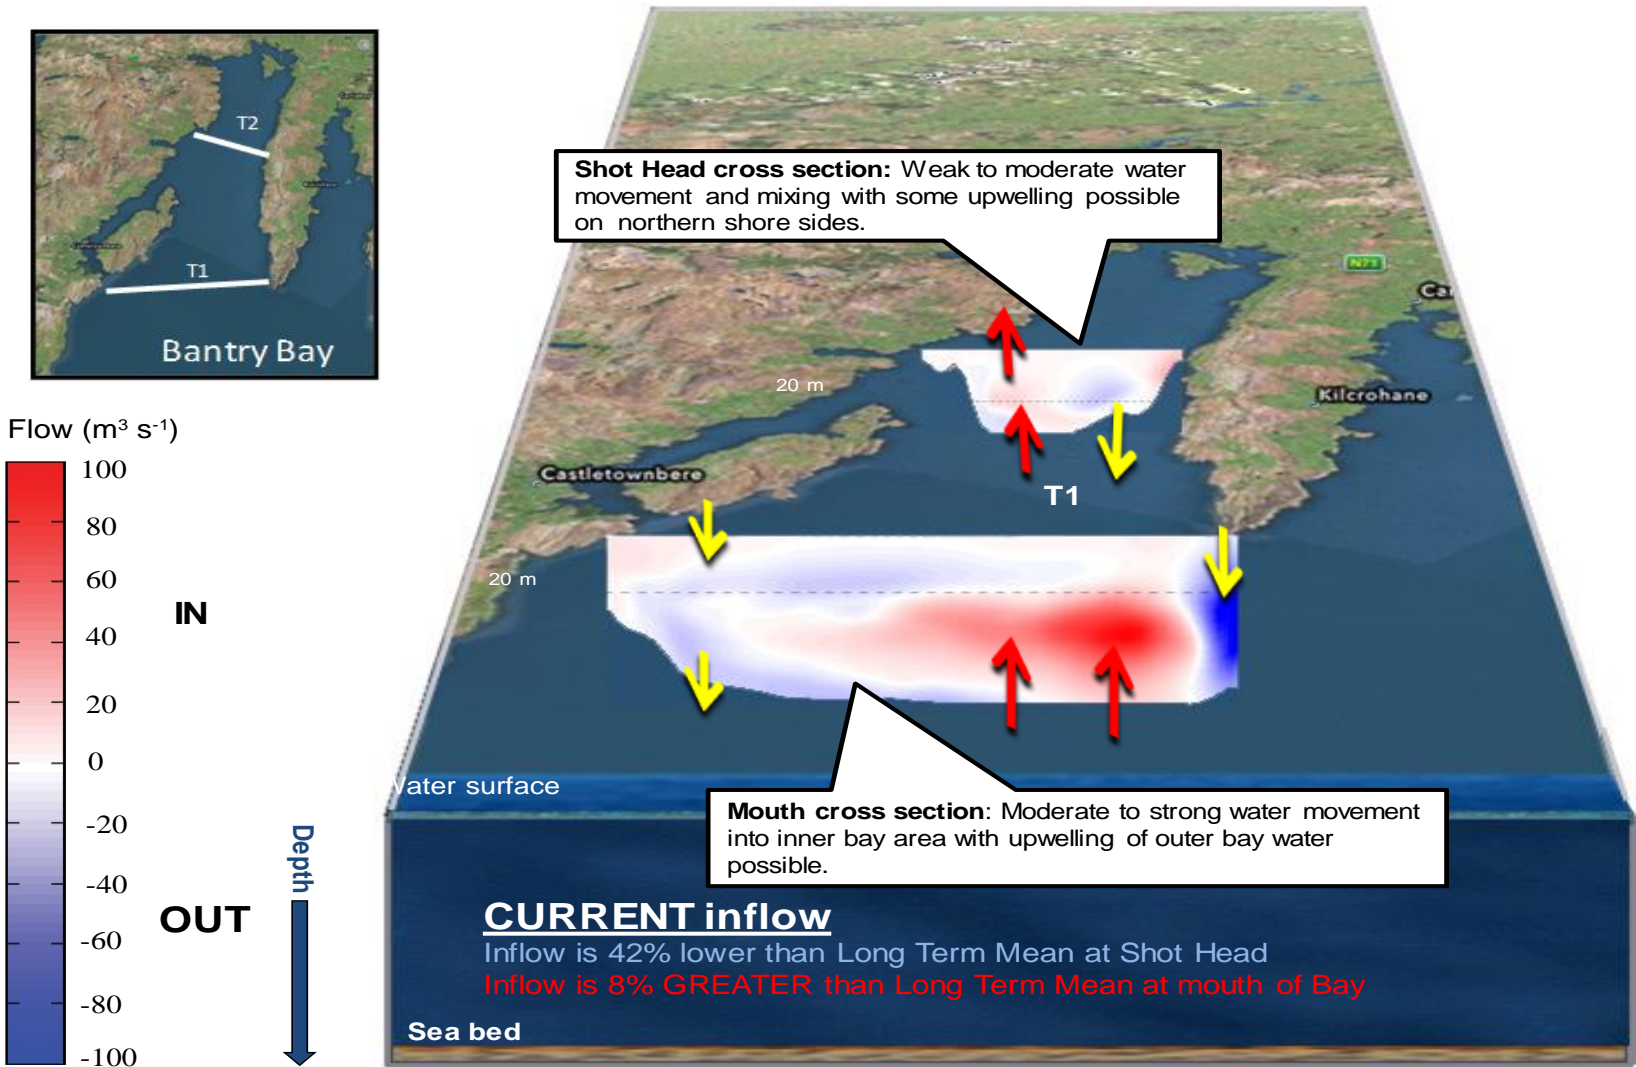 T2
T1
Bantry Bay
Shot Head cross section: Weak to moderate water
movement and mixing with some upwelling possible
on northern shore sides.
N71
Kilcrohane
20 m
Castletownbere
T1
20 m
Flow (m³ s⁻¹)
100
80
60
40
20
0
-20
-40
-60
-80
-100
IN
OUT
Depth
Water surface
Mouth cross section: Moderate to strong water movement
into inner bay area with upwelling of outer bay water
possible.
CURRENT inflow
Inflow is 42% lower than Long Term Mean at Shot Head
Inflow is 8% GREATER than Long Term Mean at mouth of Bay
Sea bed